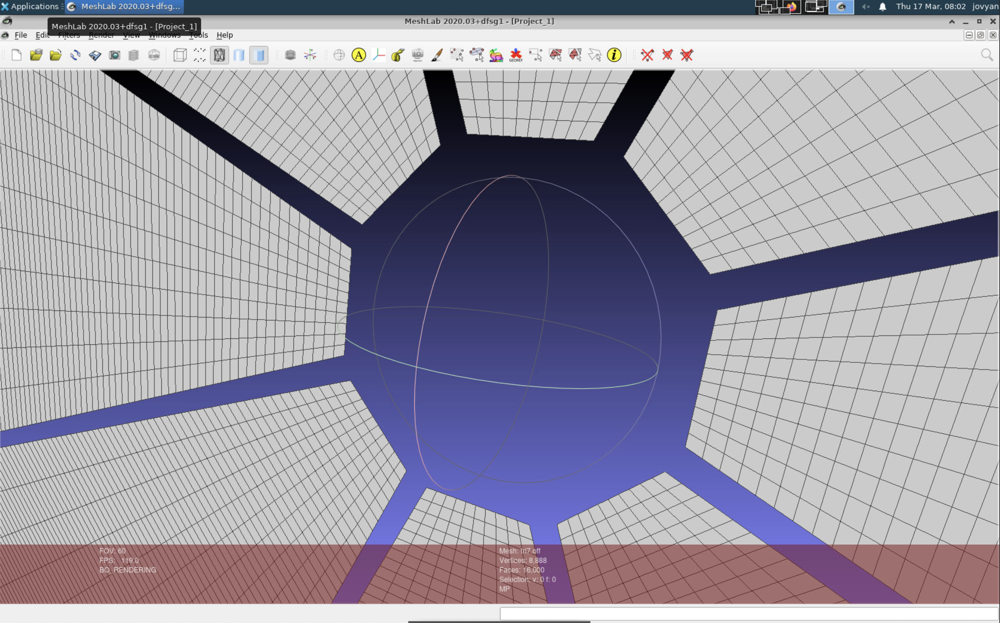 Applications
MeshLab 2020.03+dfsg...
Thu 17 Mar, 08:02 jovyan
MeshLab 2020.03+dfsg1 - [Project_1]
MeshLab 2020.03+dfsg1 - [Project_1]
File Edit Filters Render View Windows Tools Help
A
GEOREF
i
FOV: 60
FPS: 119.0
BO_RENDERING
Mesh: tri7.off
Vertices: 8,888
Faces: 16,000
Selection: v: 0 f: 0
MP